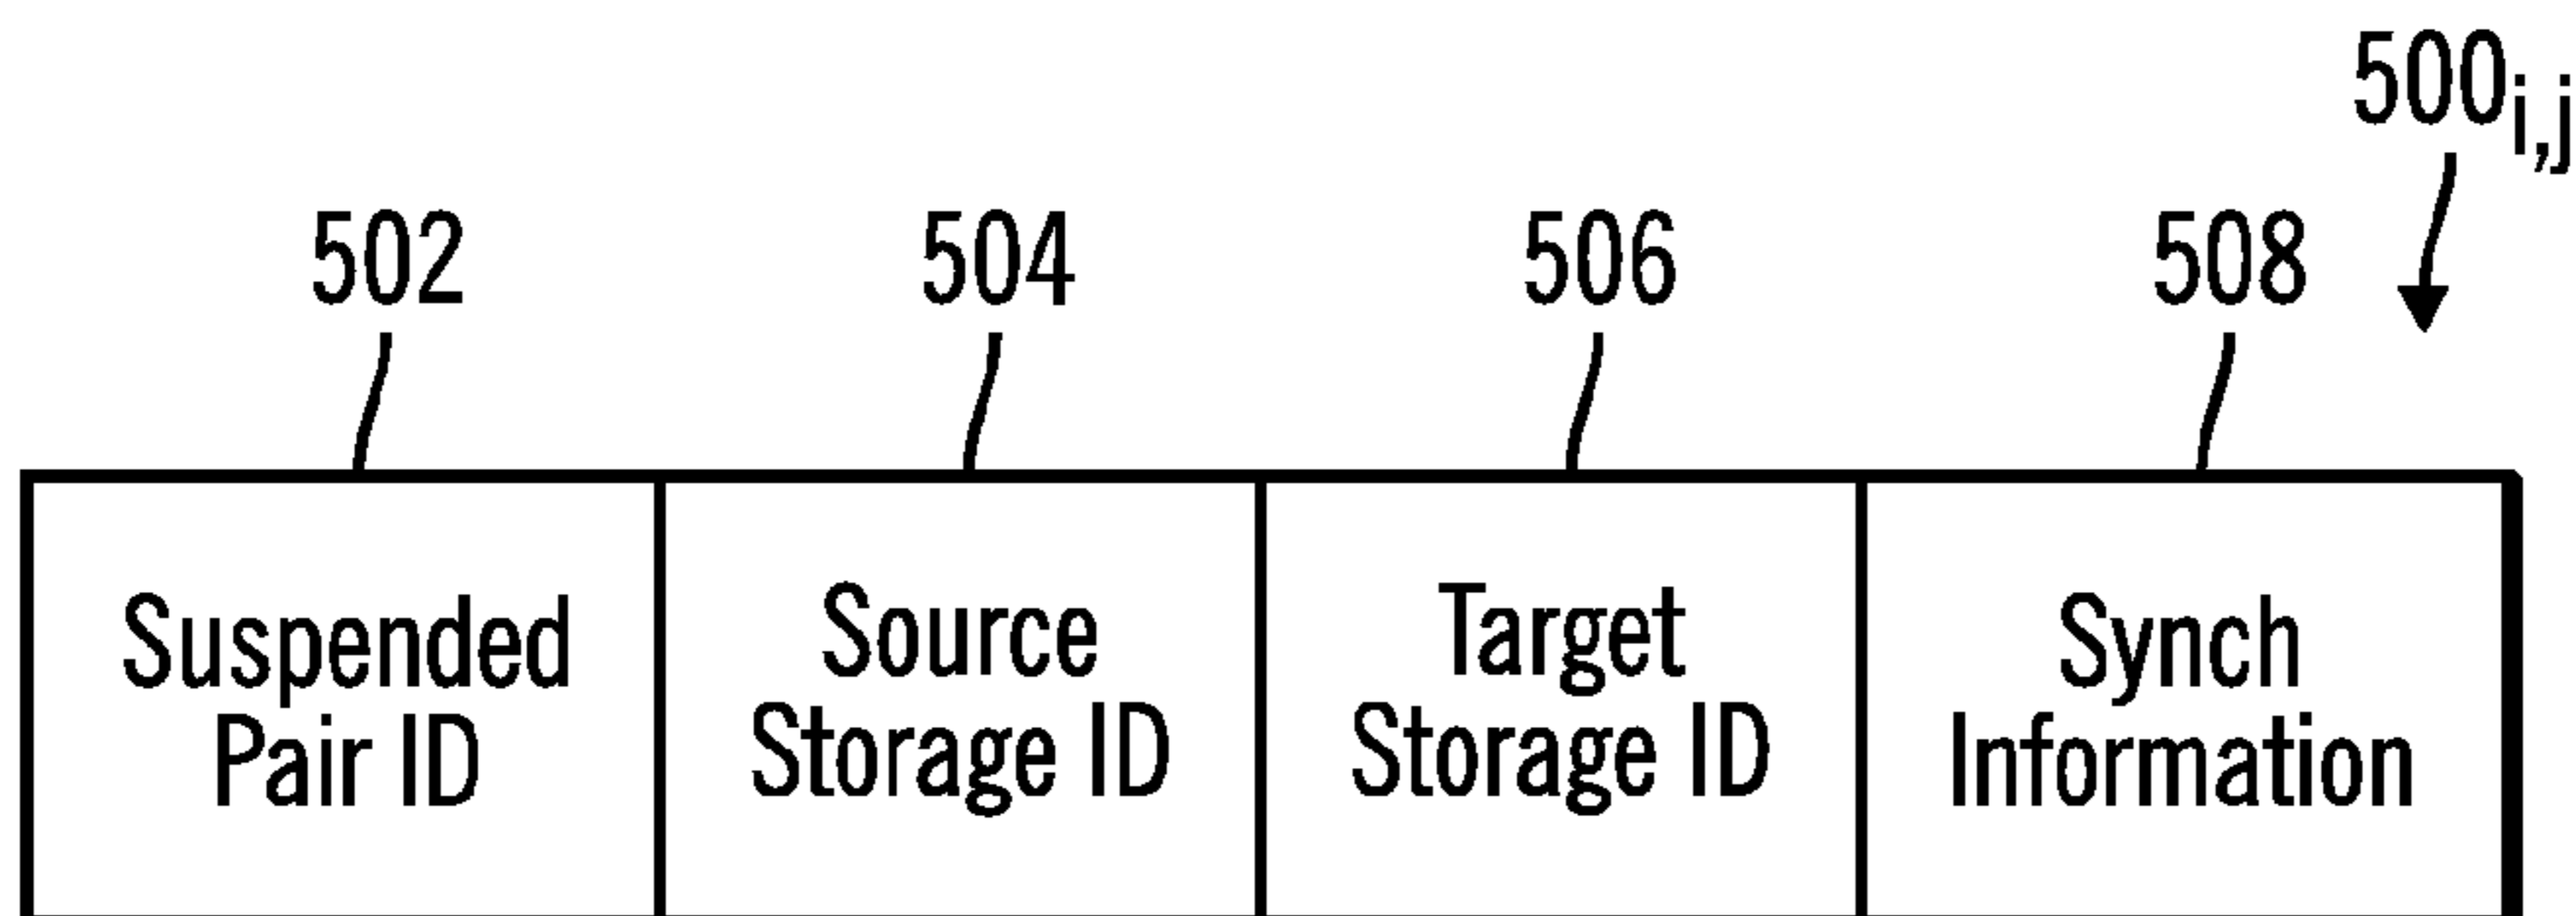 500i,j
502 504 506 508
Suspended Pair ID
Source Storage ID
Target Storage ID
Synch Information